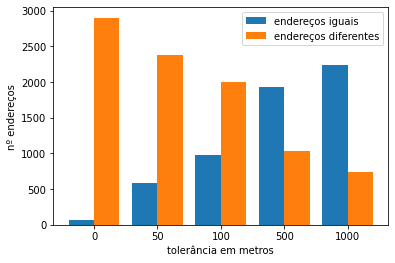 endereços iguais
endereços diferentes
nº endereços
3000
2500
2000
1500
1000
500
0
0 50 100 500 1000
tolerância em metros